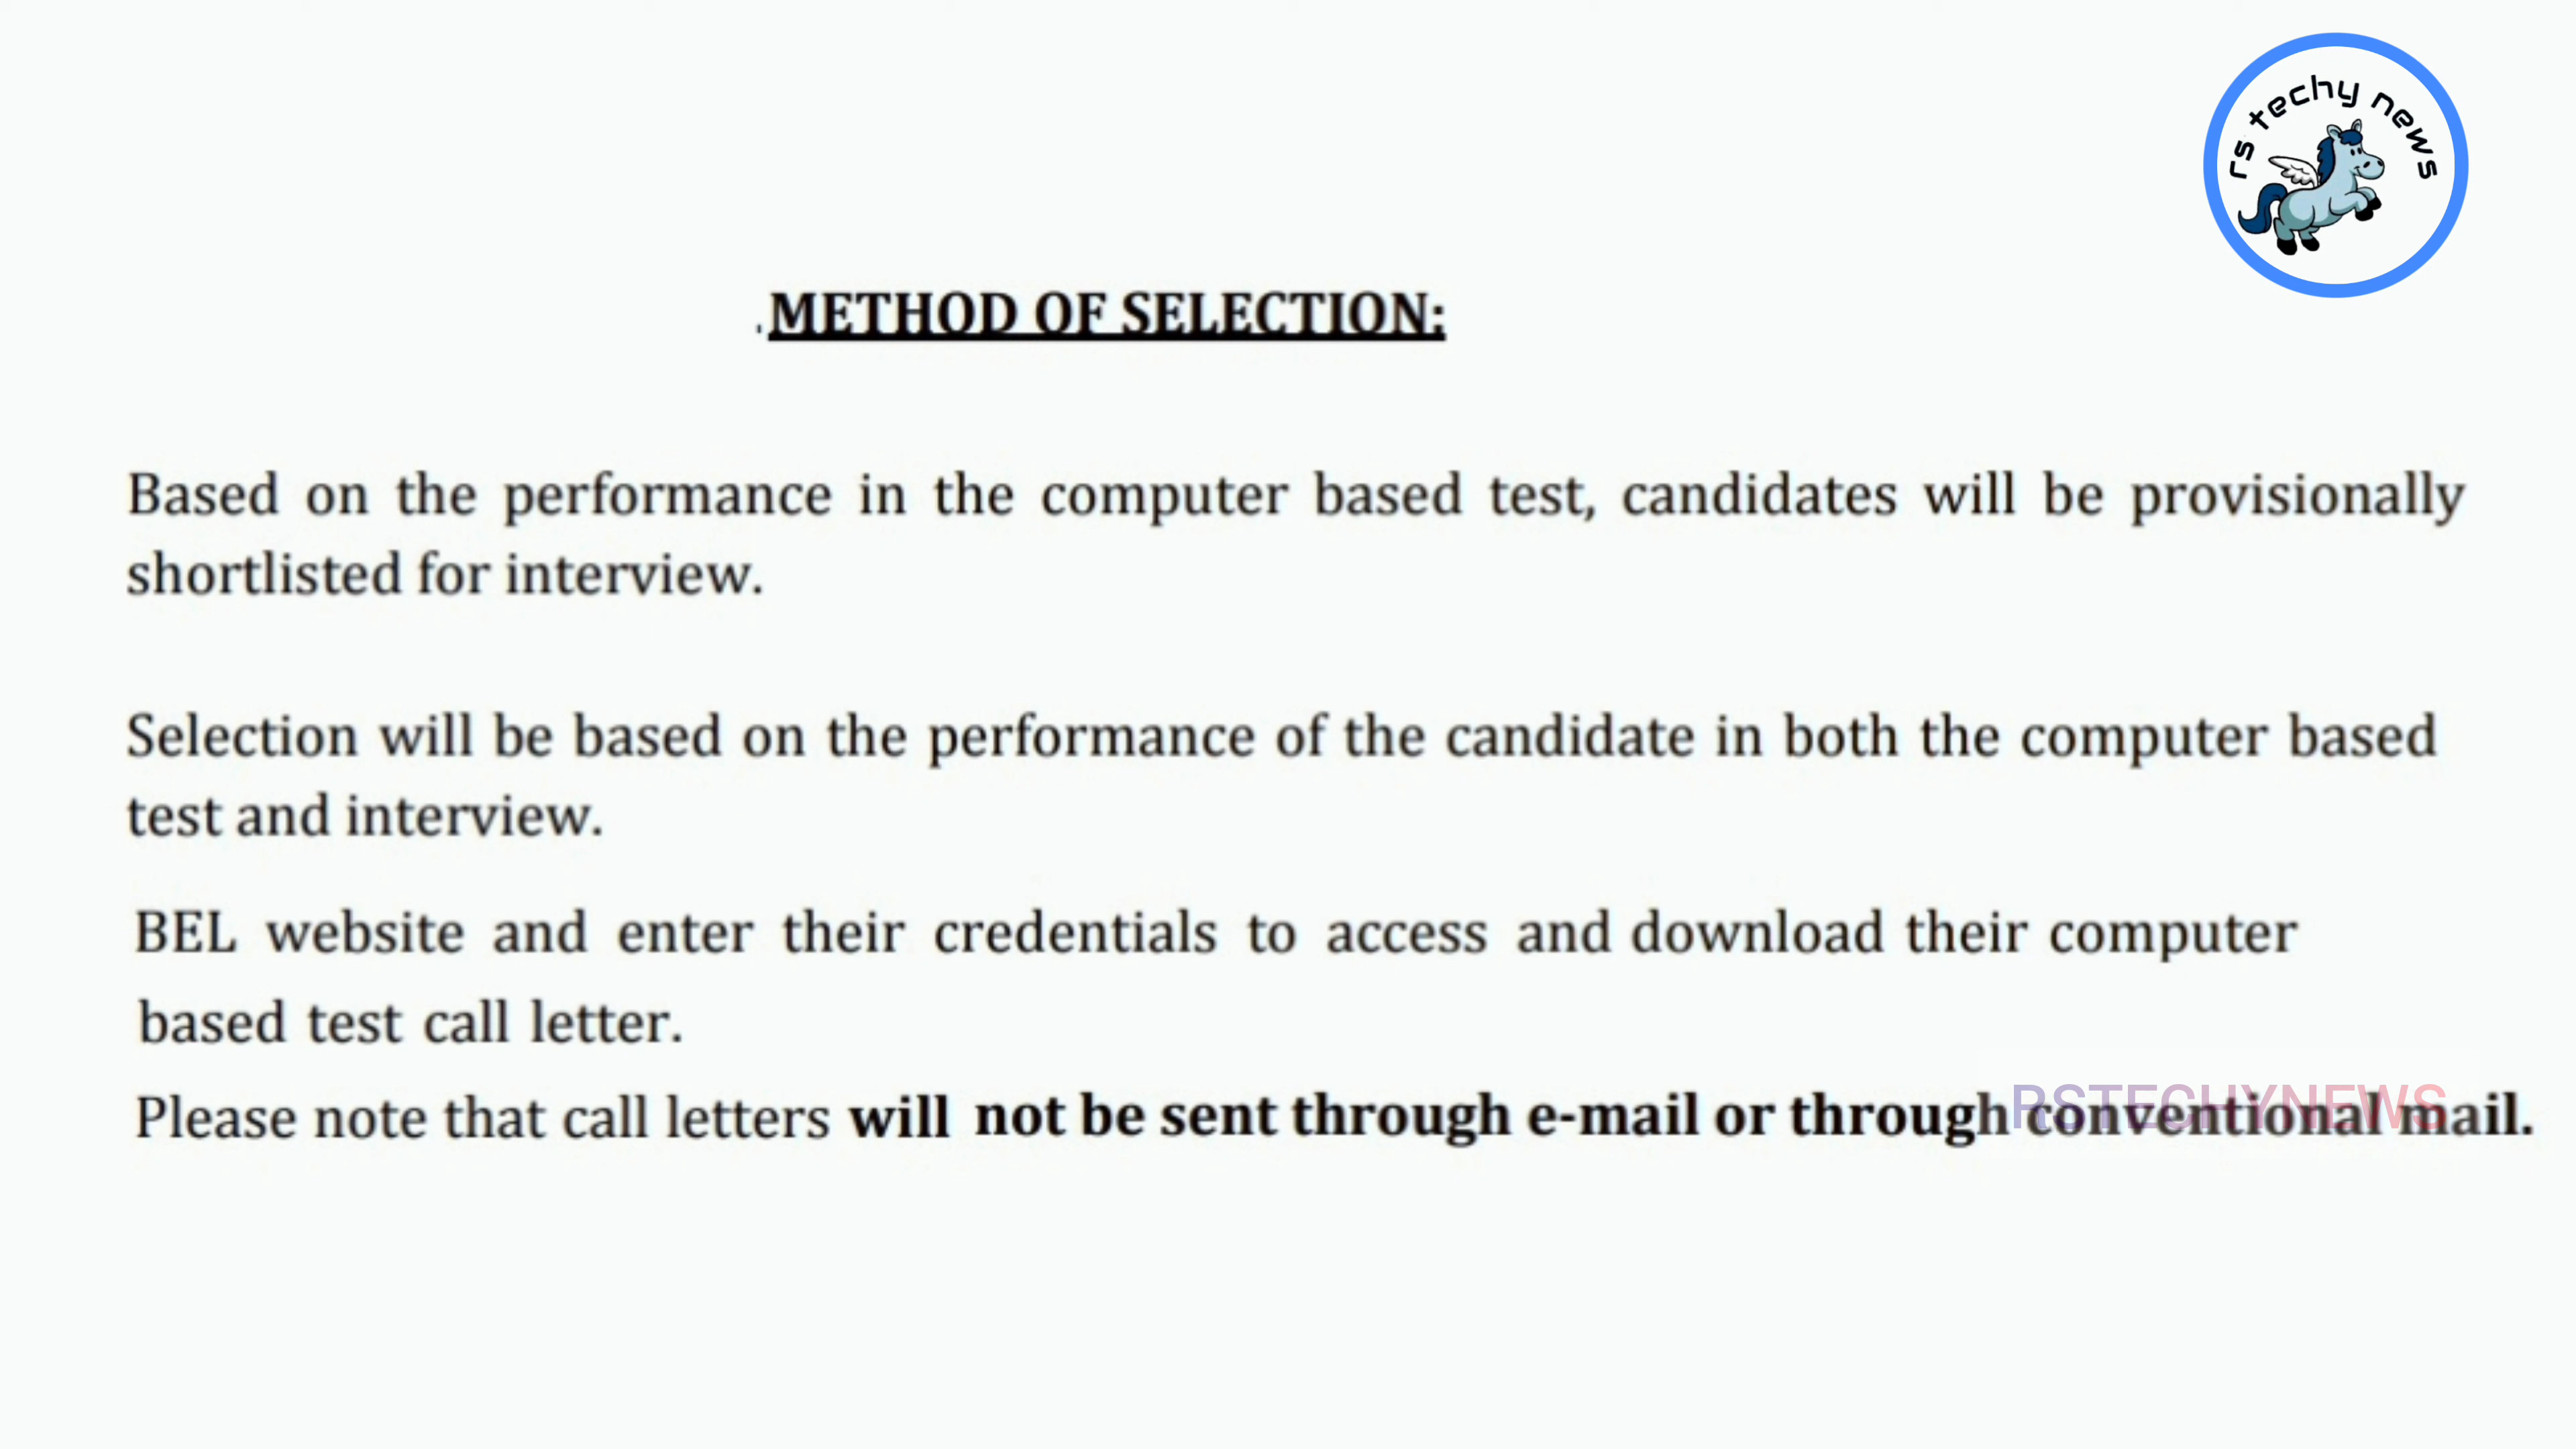 rs techy news
METHOD OF SELECTION:
Based on the performance in the computer based test, candidates will be provisionally
shortlisted for interview.
Selection will be based on the performance of the candidate in both the computer based
test and interview.
BEL website and enter their credentials to access and download their computer
based test call letter.
Please note that call letters will not be sent through e-mail or through conventional mail.
RSTECHYNEWS